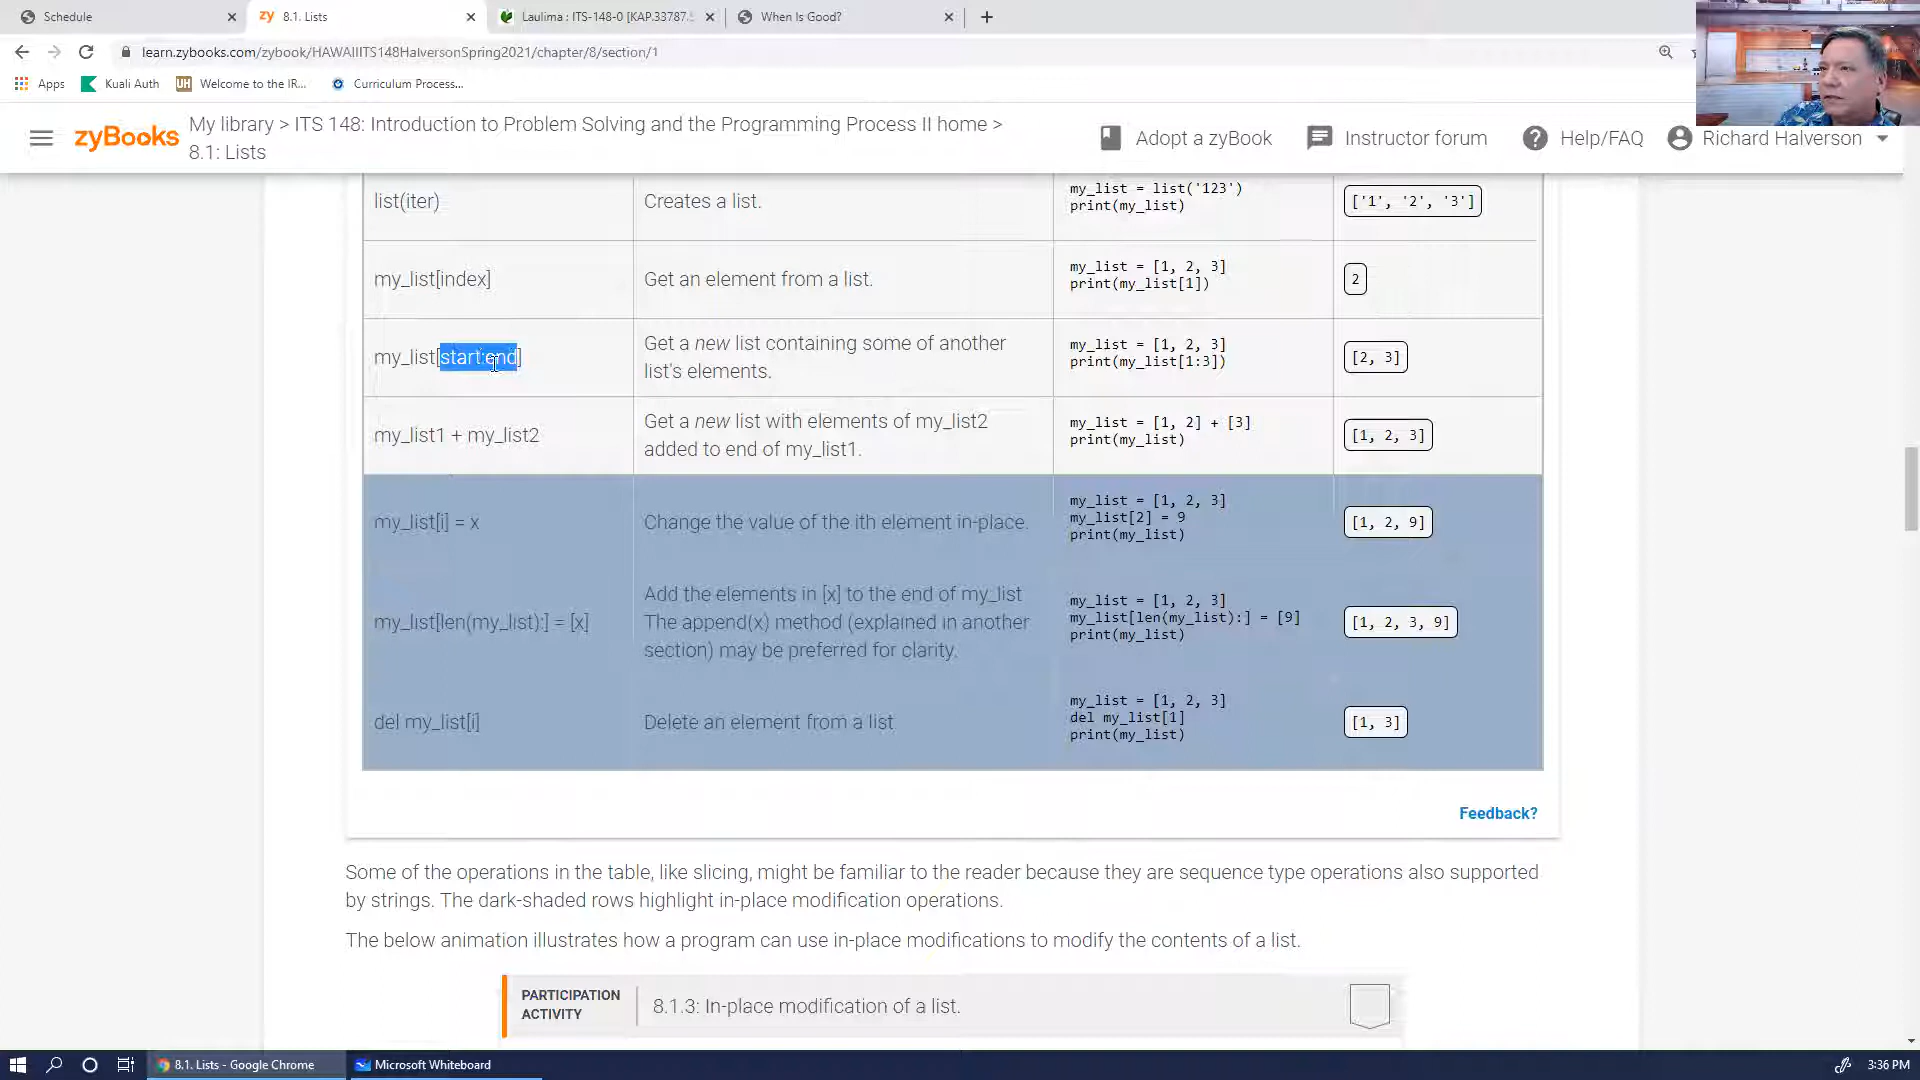 Schedule
zy 8.1. Lists
Laulima : ITS-148-0 [KAP.33787.
When Is Good?
learn.zybooks.com/zybook/HAWAIIITS148HalversonSpring2021/chapter/8/section/1
Apps
Kuali Auth
UH
Welcome to the IR...
Curriculum Process...
zyBooks
My library > ITS 148: Introduction to Problem Solving and the Programming Process II home >
8.1: Lists
Adopt a zyBook
Instructor forum
Help/FAQ
Richard Halverson
list(iter)
Creates a list.
my_list = list('123')
print(my_list)
['1', '2', '3']
my_list[index]
Get an element from a list.
my_list = [1, 2, 3]
print(my_list[1])
2
my_list[start:end]
Get a new list containing some of another
list's elements.
my_list = [1, 2, 3]
print(my_list[1:3])
[2, 3]
my_list1 + my_list2
Get a new list with elements of my_list2
added to end of my_list1.
my_list = [1, 2] + [3]
print(my_list)
[1, 2, 3]
my_list[i] = x
Change the value of the ith element in-place.
my_list = [1, 2, 3]
my_list[2] = 9
print(my_list)
[1, 2, 9]
my_list[len(my_list):] = [x]
Add the elements in [x] to the end of my_list
The append(x) method (explained in another
section) may be preferred for clarity.
my_list = [1, 2, 3]
my_list[len(my_list):] = [9]
print(my_list)
[1, 2, 3, 9]
del my_list[i]
Delete an element from a list
my_list = [1, 2, 3]
del my_list[1]
print(my_list)
[1, 3]
Feedback?
Some of the operations in the table, like slicing, might be familiar to the reader because they are sequence type operations also supported
by strings. The dark-shaded rows highlight in-place modification operations.
The below animation illustrates how a program can use in-place modifications to modify the contents of a list.
PARTICIPATION
ACTIVITY
8.1.3: In-place modification of a list.
8.1. Lists - Google Chrome
Microsoft Whiteboard
3:36 PM